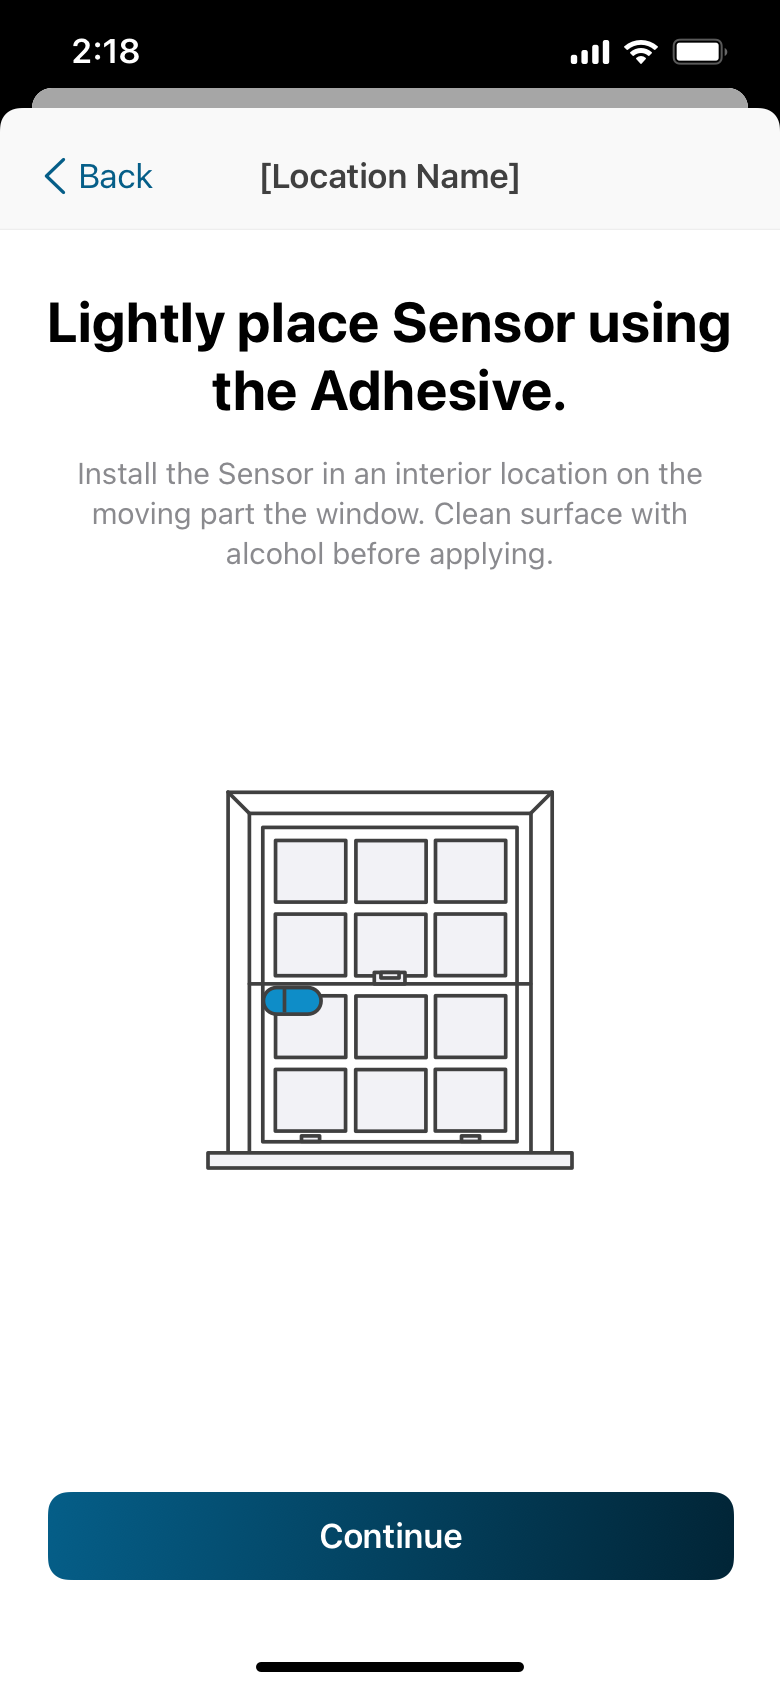 2:18
Back
[Location Name]
Lightly place Sensor using
the Adhesive.
Install the Sensor in an interior location on the
moving part the window. Clean surface with
alcohol before applying.
Continue